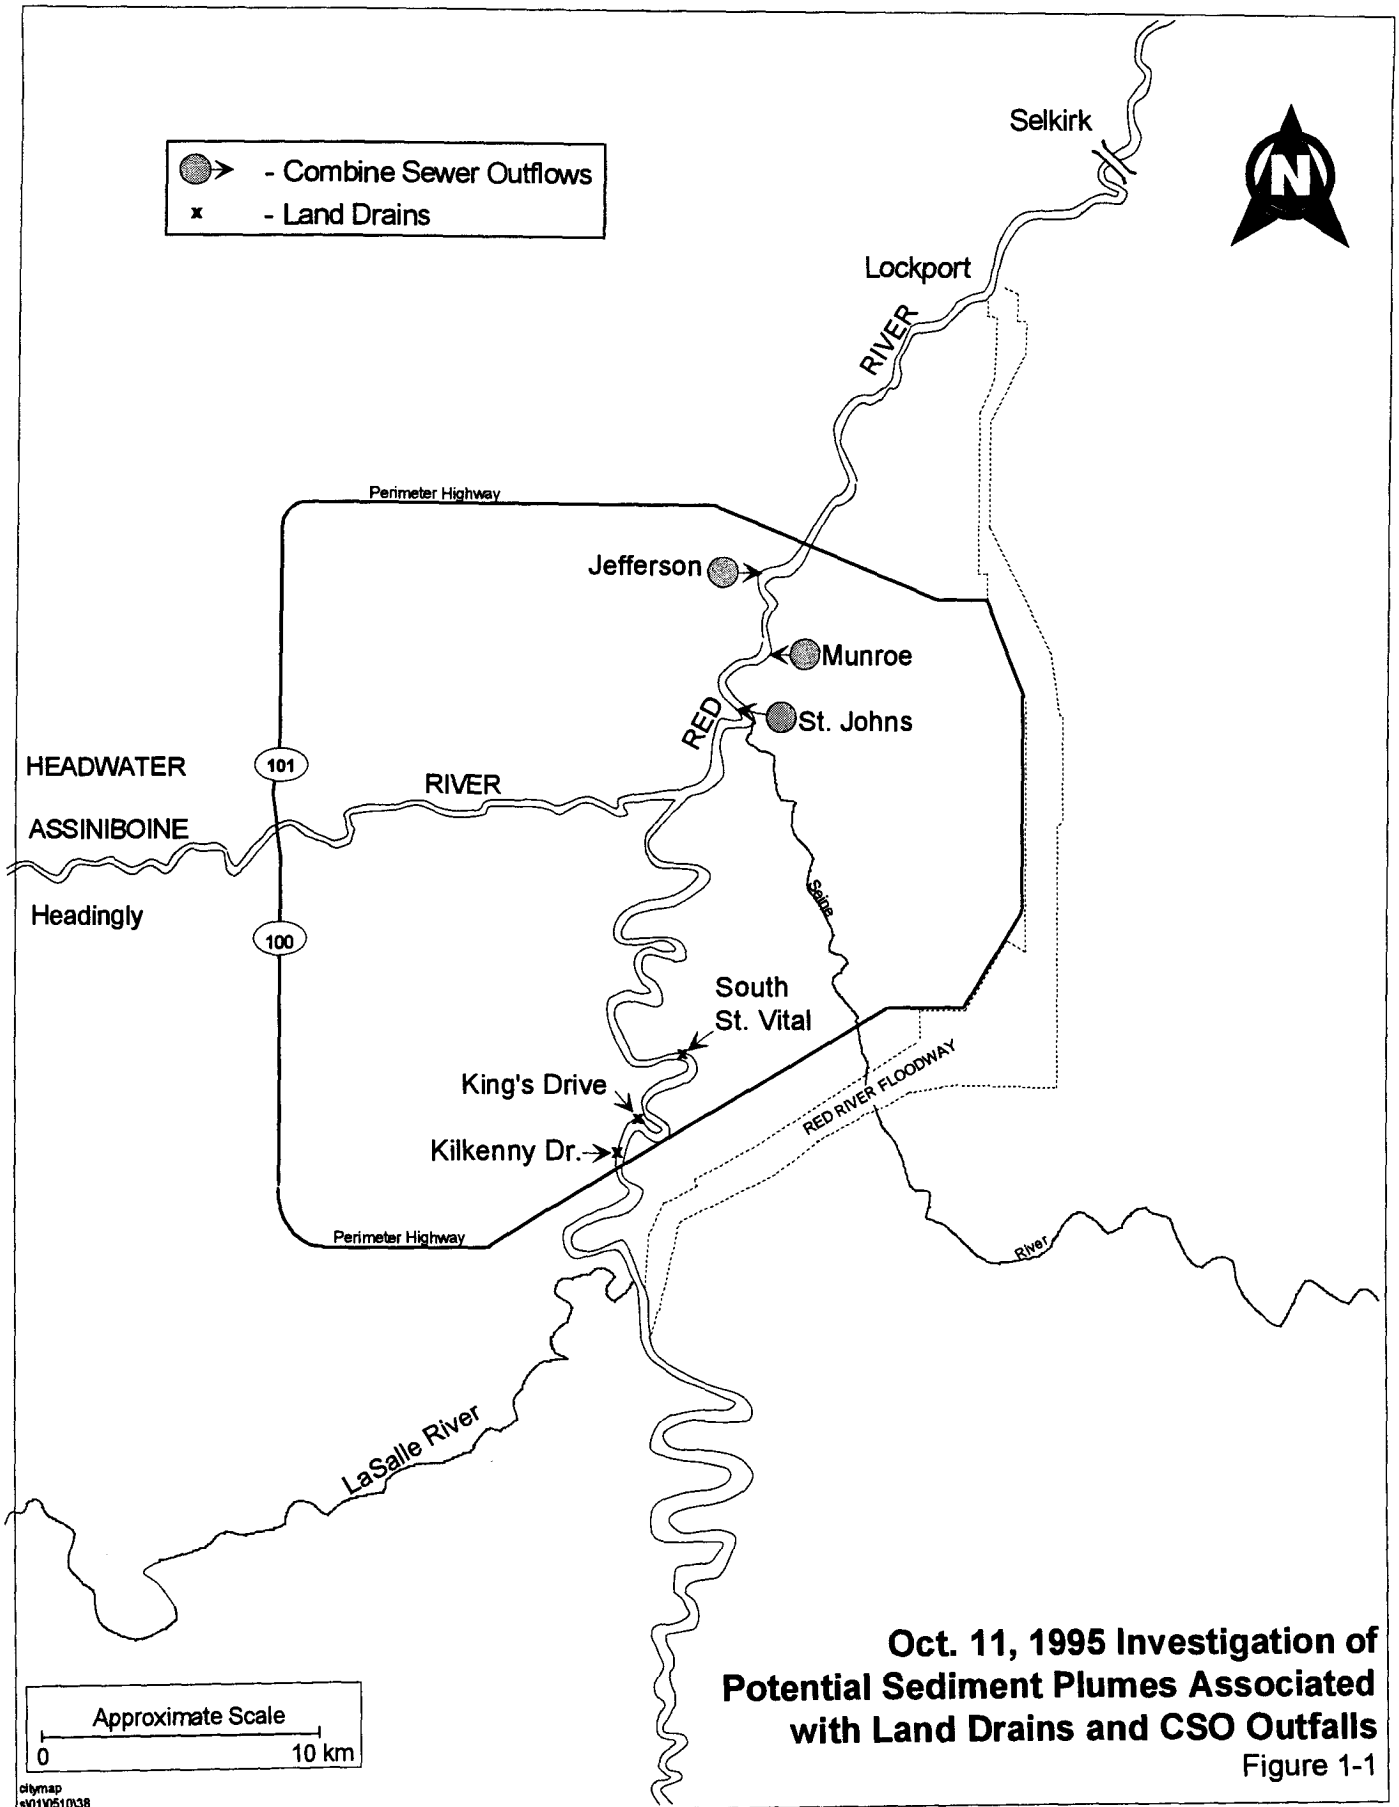 Selkirk
N
- Combine Sewer Outflows
x - Land Drains
Lockport
RIVER
Perimeter Highway
Jefferson
Munroe
RED
St. Johns
HEADWATER
101
RIVER
ASSINIBOINE
Seine
Headingly
100
South
St. Vital
RED RIVER FLOODWAY
King's Drive
Kilkenny Dr.
Perimeter Highway
River
LaSalle River
Oct. 11, 1995 Investigation of
Potential Sediment Plumes Associated
with Land Drains and CSO Outfalls
Figure 1-1
Approximate Scale
0 10 km
citymap